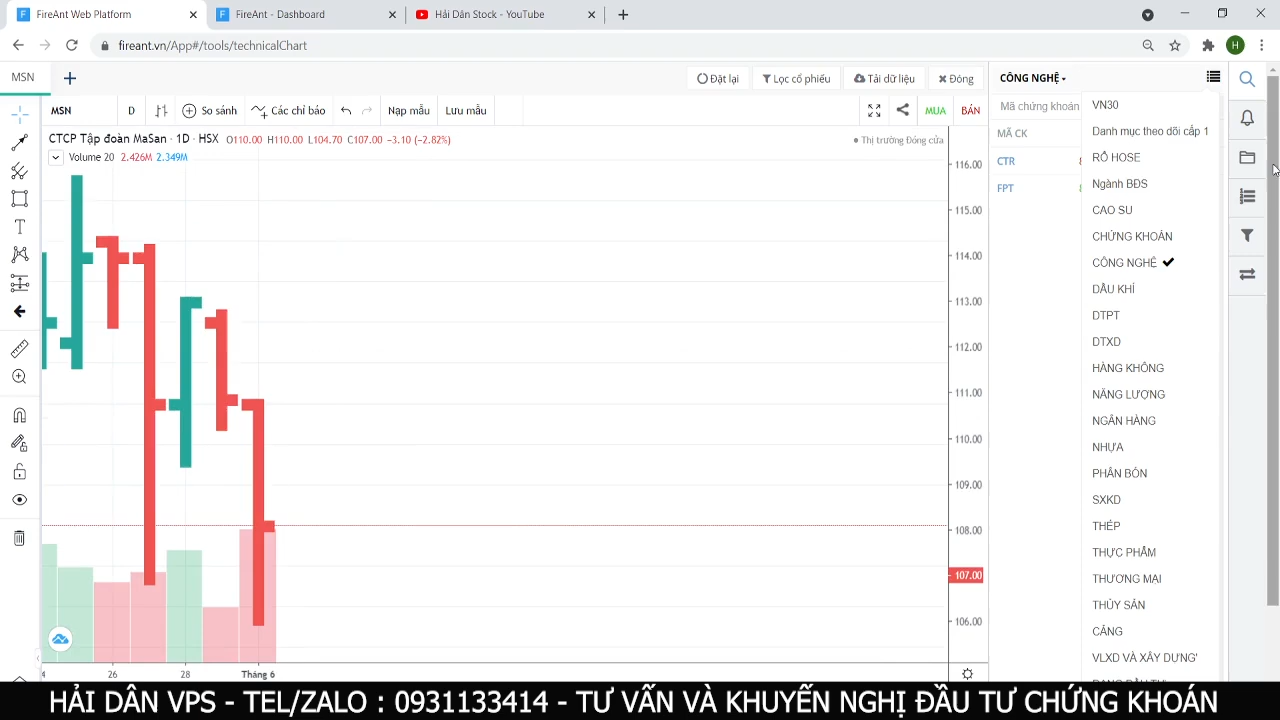 FireAnt Web Platform
FireAnt - Dashboard
Hải Dân Stock - YouTube
fireant.vn/App#/tools/technicalChart
H
MSN
Đặt lại
Lọc cổ phiếu
Tải dữ liệu
Đóng
CÔNG NGHỆ
MSN
D
So sánh
Các chỉ báo
Nạp mẫu
Lưu mẫu
MUA
BÁN
Mã chứng khoán
CTCP Tập đoàn MaSan · 1D · HSX O110.00 H110.00 L104.70 C107.00 −3.10 (−2.82%)
Thị trường Đóng cửa
Volume 20 2.426M 2.349M
MÃ CK
CTR
FPT
VN30
Danh mục theo dõi cấp 1
RỔ HOSE
Ngành BĐS
CAO SU
CHỨNG KHOÁN
CÔNG NGHỆ
DẦU KHÍ
DTPT
DTXD
HÀNG KHÔNG
NĂNG LƯỢNG
NGÂN HÀNG
NHỰA
PHÂN BÓN
SXKD
THÉP
THỰC PHẨM
THƯƠNG MẠI
THỦY SẢN
CẢNG
VLXD VÀ XÂY DỰNG'
116.00
115.00
114.00
113.00
112.00
111.00
110.00
109.00
108.00
107.00
106.00
4
26
28
Tháng 6
HẢI DÂN VPS - TEL/ZALO : 0931133414 - TƯ VẤN VÀ KHUYẾN NGHỊ ĐẦU TƯ CHỨNG KHOÁN